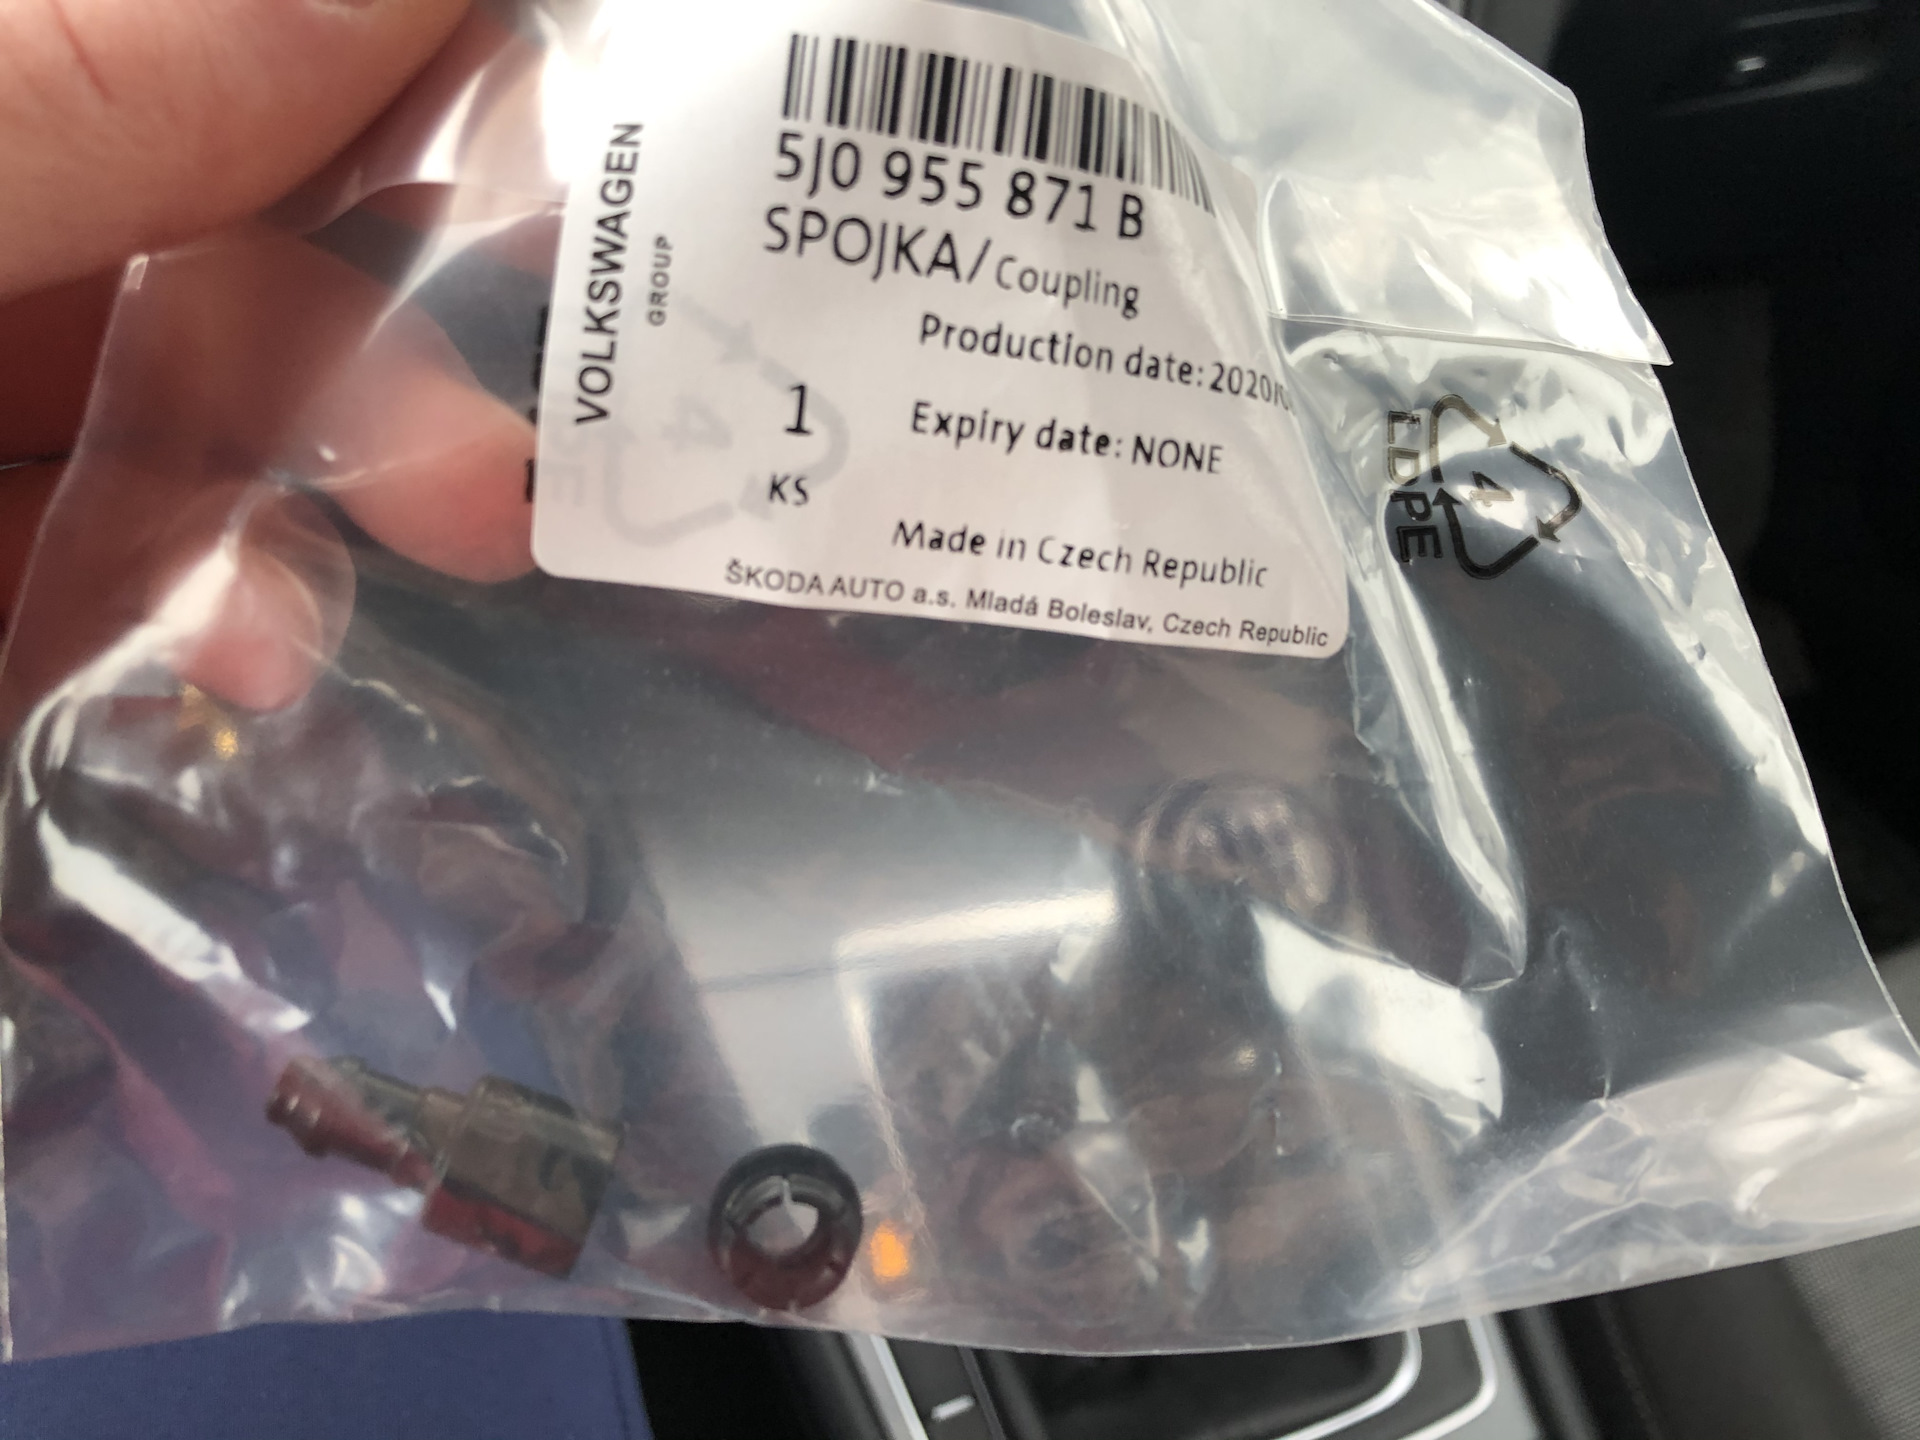 5J0 955 871 B
SPOJKA/Coupling
VOLKSWAGEN
GROUP
Production date: 2020/
1
KS
Expiry date: NONE
Made in Czech Republic
ŠKODA AUTO a.s. Mladá Boleslav, Czech Republic
4
LDPE